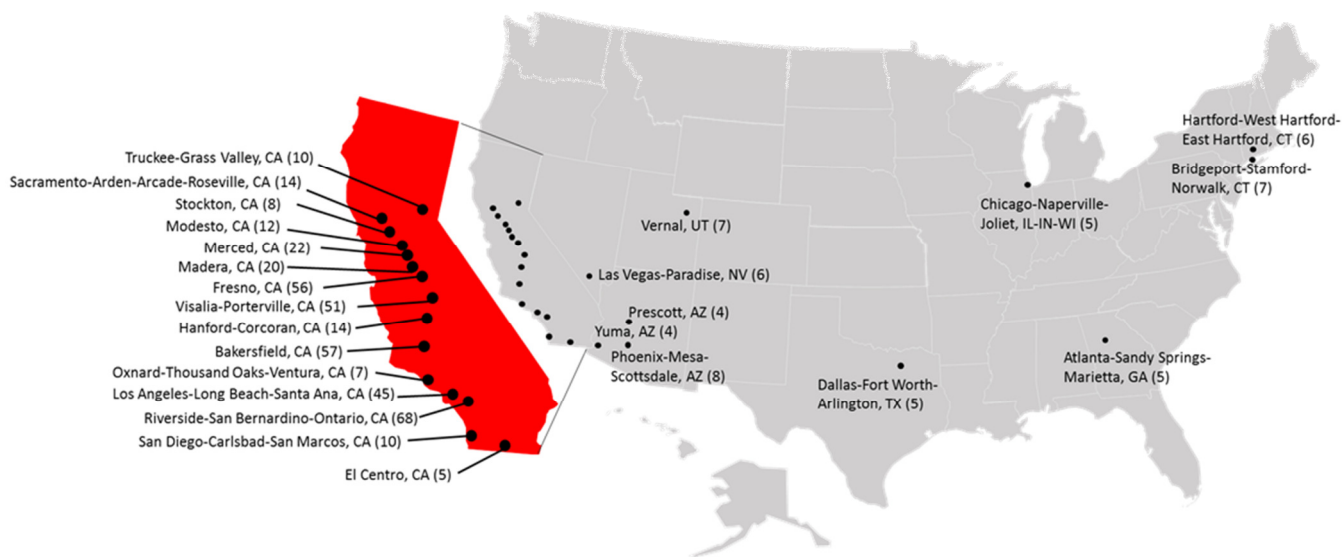 Truckee-Grass Valley, CA (10)
Sacramento-Arden-Arcade-Roseville, CA (14)
Stockton, CA (8)
Modesto, CA (12)
Merced, CA (22)
Madera, CA (20)
Fresno, CA (56)
Visalia-Porterville, CA (51)
Hanford-Corcoran, CA (14)
Bakersfield, CA (57)
Oxnard-Thousand Oaks-Ventura, CA (7)
Los Angeles-Long Beach-Santa Ana, CA (45)
Riverside-San Bernardino-Ontario, CA (68)
San Diego-Carlsbad-San Marcos, CA (10)
El Centro, CA (5)
Vernal, UT (7)
Las Vegas-Paradise, NV (6)
Prescott, AZ (4)
Yuma, AZ (4)
Phoenix-Mesa-
Scottsdale, AZ (8)
Dallas-Fort Worth-
Arlington, TX (5)
Chicago-Naperville-
Joliet, IL-IN-WI (5)
Atlanta-Sandy Springs-
Marietta, GA (5)
Hartford-West Hartford-
East Hartford, CT (6)
Bridgeport-Stamford-
Norwalk, CT (7)